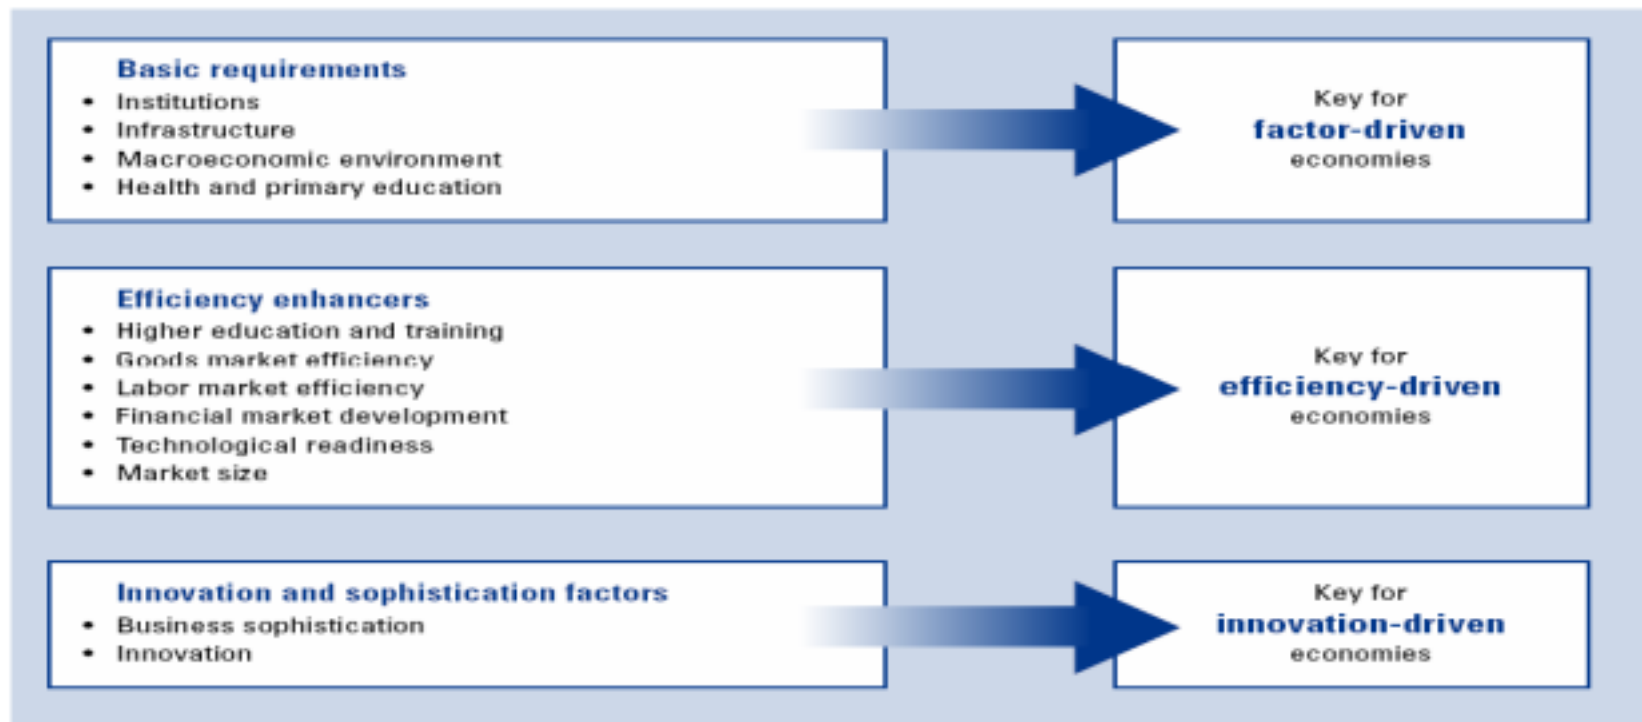 Basic requirements
• Institutions
• Infrastructure
• Macroeconomic environment
• Health and primary education
Key for
factor-driven
economies
Efficiency enhancers
• Higher education and training
• Goods market efficiency
• Labor market efficiency
• Financial market development
• Technological readiness
• Market size
Key for
efficiency-driven
economies
Innovation and sophistication factors
• Business sophistication
• Innovation
Key for
innovation-driven
economies